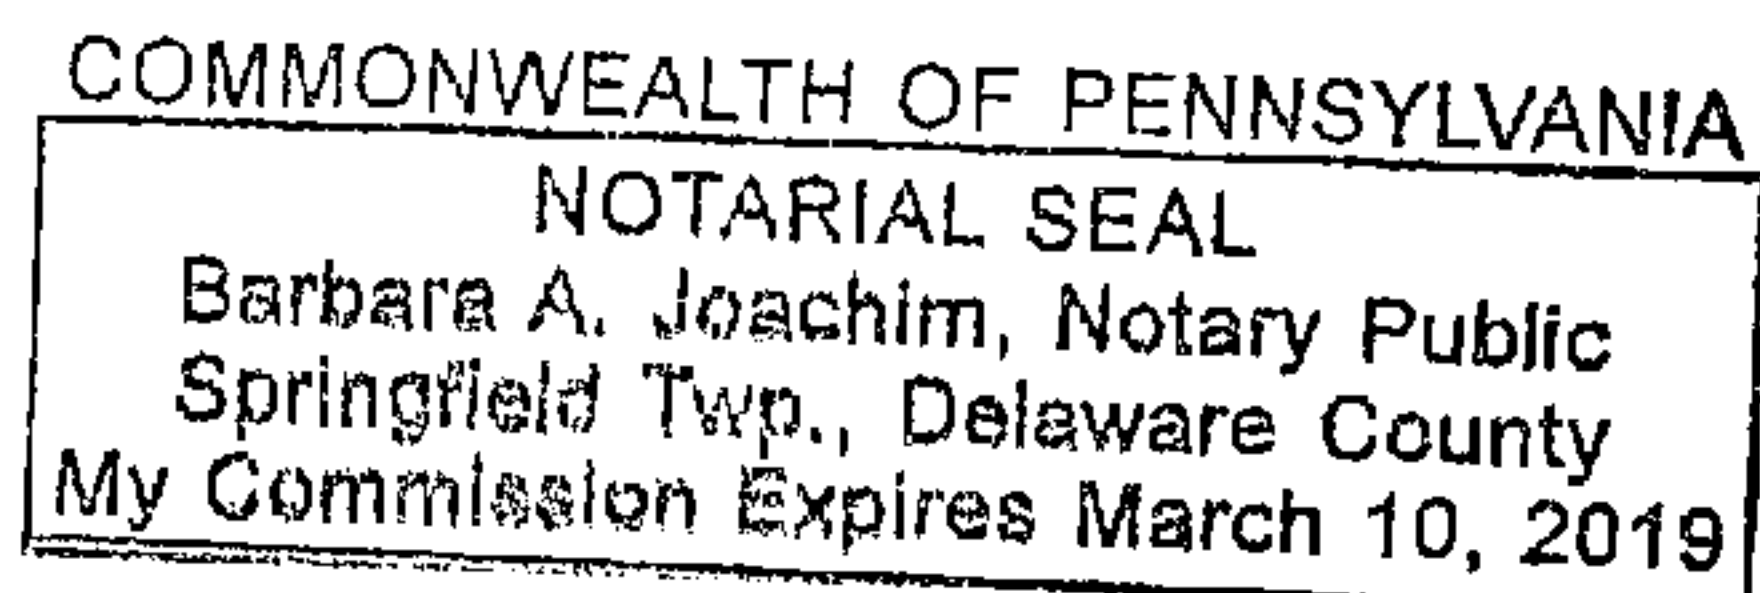 COMMONWEALTH OF PENNSYLVANIA
NOTARIAL SEAL
Barbara A. Joachim, Notary Public
Springfield Twp., Delaware County
My Commission Expires March 10, 2019